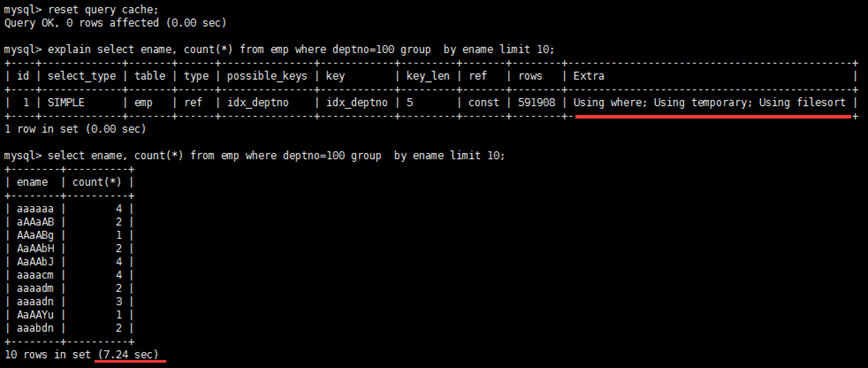 mysql> reset query cache;
Query OK, 0 rows affected (0.00 sec)
mysql> explain select ename, count(*) from emp where deptno=100 group  by ename limit 10;
+----+-------------+-------+------+---------------+------------+---------+-------+--------+----------------------------------------------+
| id | select_type | table | type | possible_keys | key        | key_len | ref   | rows   | Extra                                        |
+----+-------------+-------+------+---------------+------------+---------+-------+--------+----------------------------------------------+
|  1 | SIMPLE      | emp   | ref  | idx_deptno    | idx_deptno | 5       | const | 591908 | Using where; Using temporary; Using filesort |
+----+-------------+-------+------+---------------+------------+---------+-------+--------+----------------------------------------------+
1 row in set (0.00 sec)
mysql> select ename, count(*) from emp where deptno=100 group  by ename limit 10;
+--------+----------+
| ename  | count(*) |
+--------+----------+
| aaaaaa |        4 |
| aAAaAB |        2 |
| AAaABg |        1 |
| AaAAbH |        2 |
| AaAAbJ |        4 |
| aaaacm |        4 |
| aaaadm |        2 |
| aaaadn |        3 |
| AaAAYu |        1 |
| aaabdn |        2 |
+--------+----------+
10 rows in set (7.24 sec)